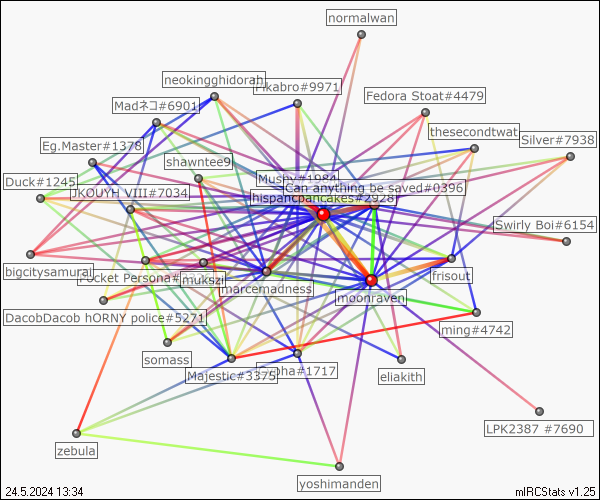 normalwan
neokingghidorah
Pikabro#9971
Fedora Stoat#4479
Madネコ#6901
thesecondtwat
Silver#7938
Eg.Master#1378
shawntee9
Mushy#1984
Duck#1245
JKOUYH VIII#7034
Can anything be saved#0396
hispancpancakes#2928
Swirly Boi#6154
bigcitysamurai
Pocket Persona#
mukszi
marcemadness
frisout
moonraven
DacobDacob hORNY police#5271
ming#4742
somass
Majestic#3375
pha#1717
eliakith
LPK2387 #7690
zebula
yoshimanden
24.5.2024 13:34
mIRCStats v1.25